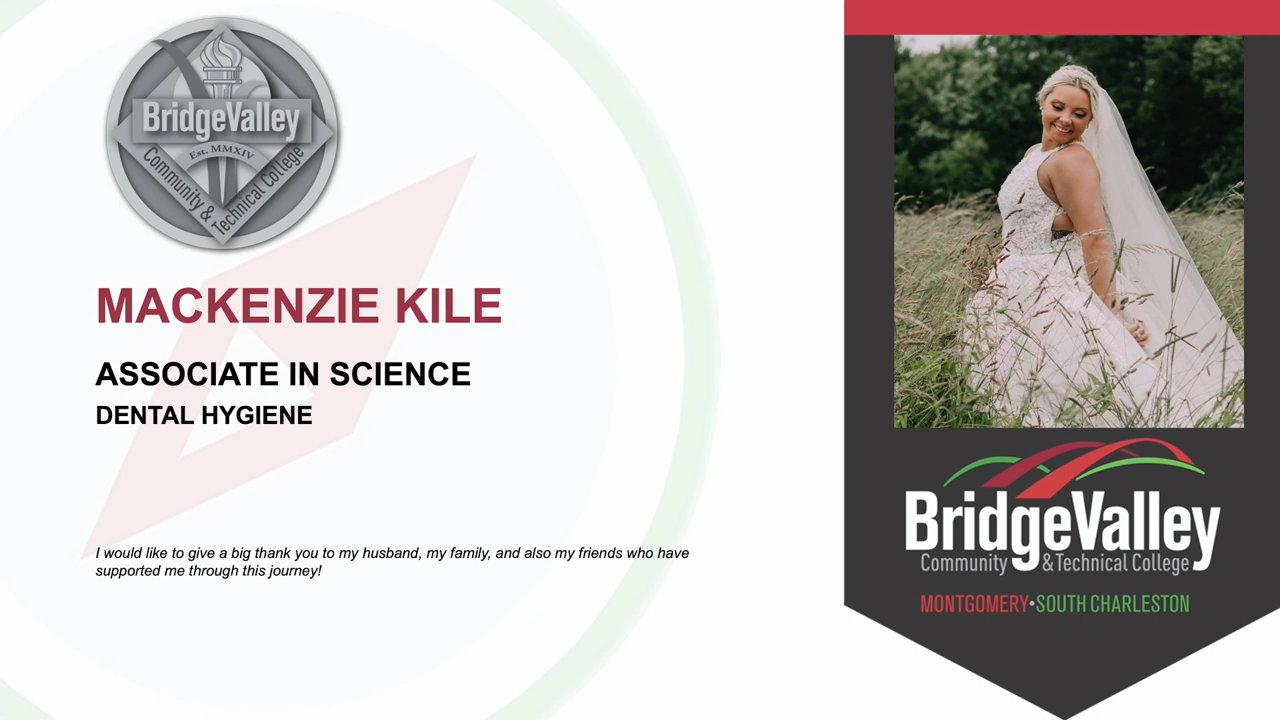 BridgeValley
Est. MMXIV
Community & Technical College
MACKENZIE KILE
ASSOCIATE IN SCIENCE
DENTAL HYGIENE
I would like to give a big thank you to my husband, my family, and also my friends who have
supported me through this journey!
BridgeValley
Community & Technical College
MONTGOMERY•SOUTH CHARLESTON